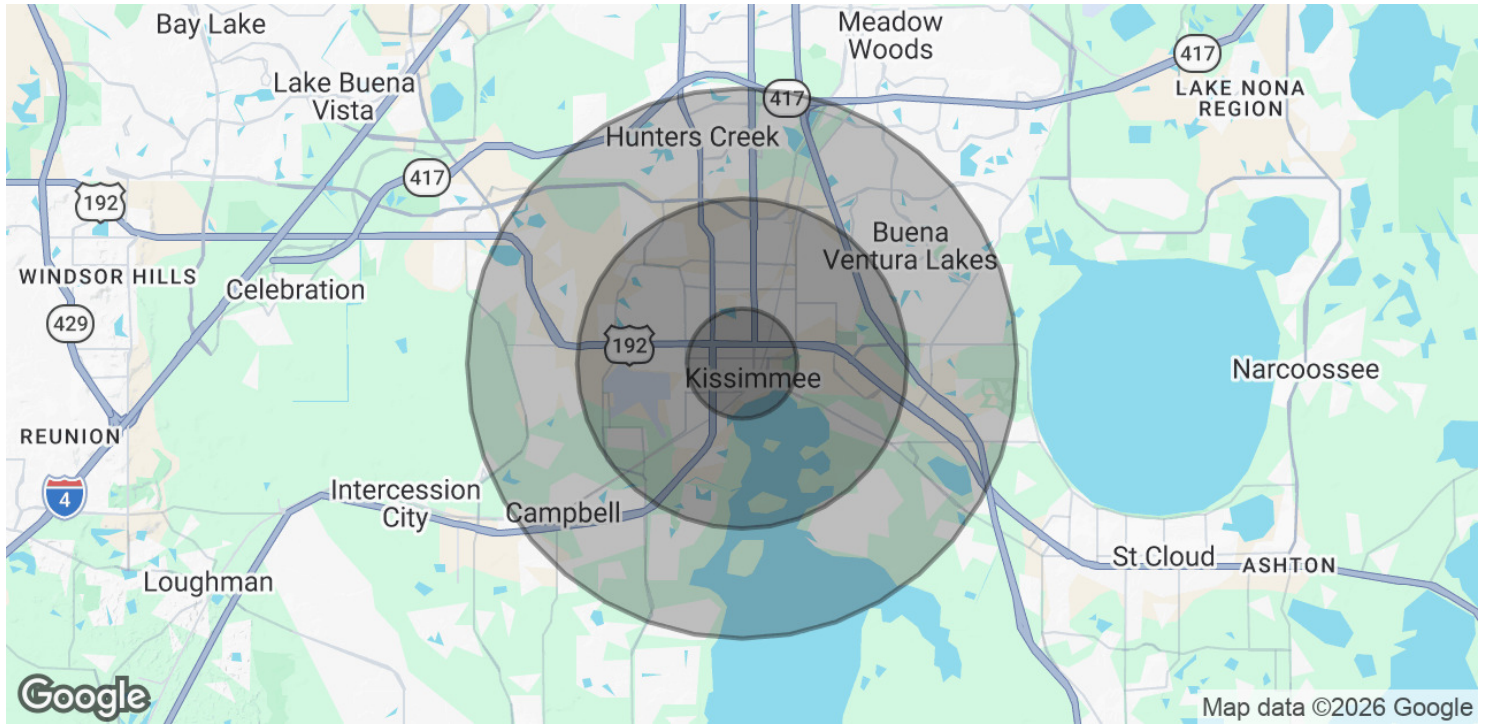 Bay Lake
Meadow
Woods
417
Lake Buena
Vista
LAKE NONA
REGION
417
Hunters Creek
417
192
Buena
Ventura Lakes
WINDSOR HILLS
Celebration
429
192
Kissimmee
Narcoossee
REUNION
4
Intercession
City
Campbell
St Cloud
ASHTON
Loughman
Google
Map data ©2026 Google